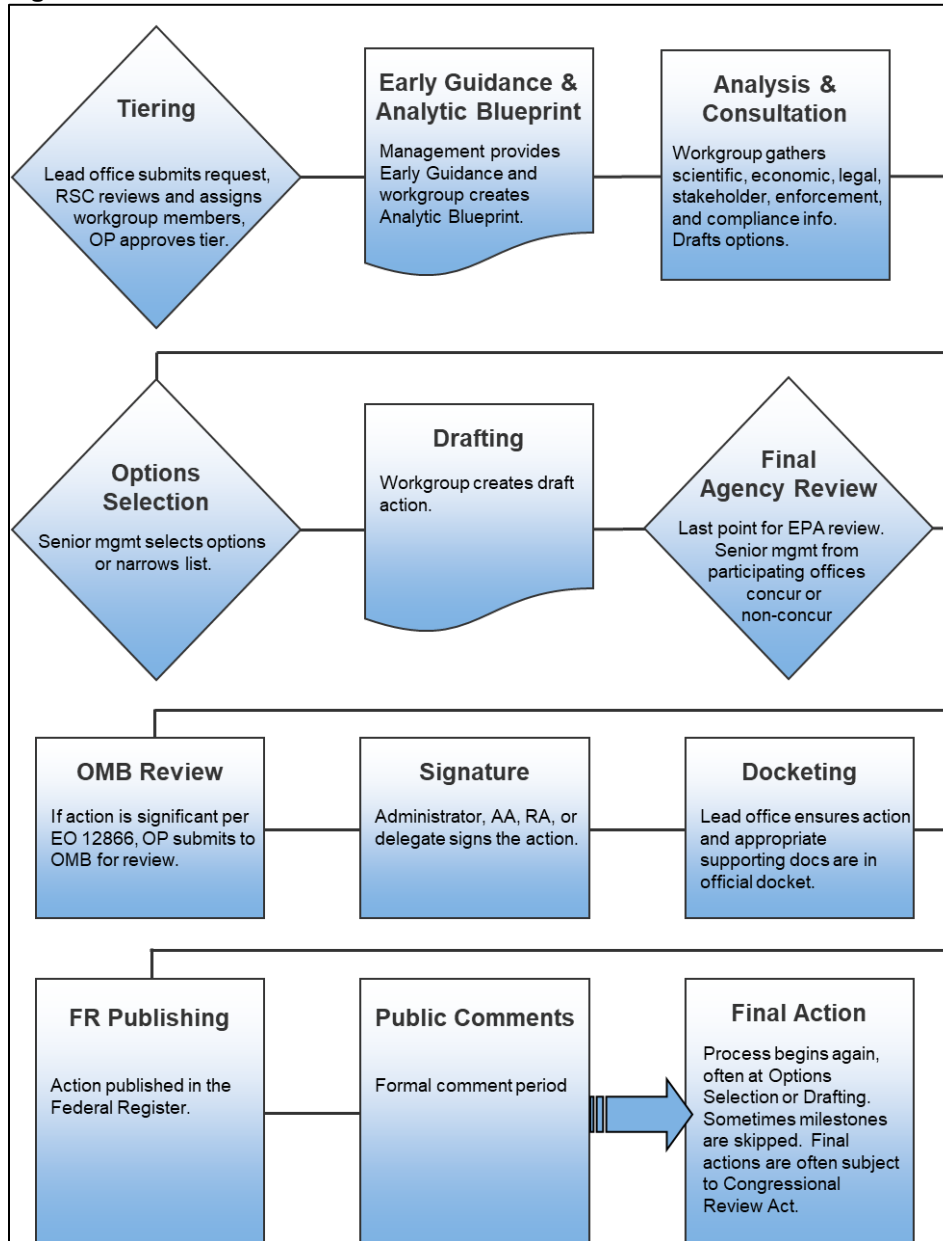 Tiering
Lead office submits request,
RSC reviews and assigns
workgroup members,
OP approves tier.
Early Guidance &
Analytic Blueprint
Management provides
Early Guidance and
workgroup creates
Analytic Blueprint.
Analysis &
Consultation
Workgroup gathers
scientific, economic, legal,
stakeholder, enforcement,
and compliance info.
Drafts options.
Options
Selection
Senior mgmt selects options
or narrows list.
Drafting
Workgroup creates draft
action.
Final
Agency Review
Last point for EPA review.
Senior mgmt from
participating offices
concur or
non-concur
OMB Review
If action is significant per
EO 12866, OP submits to
OMB for review.
Signature
Administrator, AA, RA, or
delegate signs the action.
Docketing
Lead office ensures action
and appropriate
supporting docs are in
official docket.
FR Publishing
Action published in the
Federal Register.
Public Comments
Formal comment period
Final Action
Process begins again,
often at Options
Selection or Drafting.
Sometimes milestones
are skipped. Final
actions are often subject
to Congressional
Review Act.